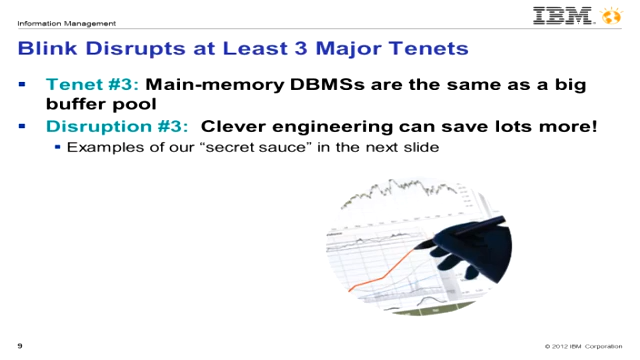 Information Management
IBM
Blink Disrupts at Least 3 Major Tenets
▪ Tenet #3: Main-memory DBMSs are the same as a big
buffer pool
▪ Disruption #3: Clever engineering can save lots more!
▪ Examples of our “secret sauce” in the next slide
9
© 2012 IBM Corporation